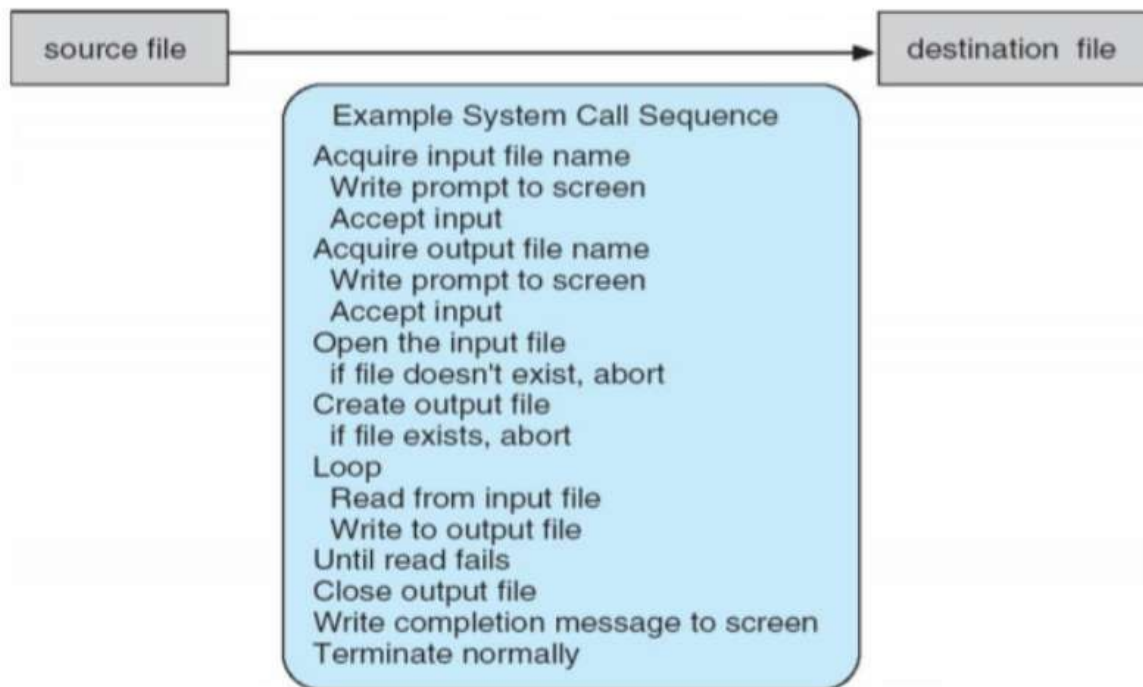 source file
destination file
Example System Call Sequence
Acquire input file name
Write prompt to screen
Accept input
Acquire output file name
Write prompt to screen
Accept input
Open the input file
if file doesn't exist, abort
Create output file
if file exists, abort
Loop
Read from input file
Write to output file
Until read fails
Close output file
Write completion message to screen
Terminate normally